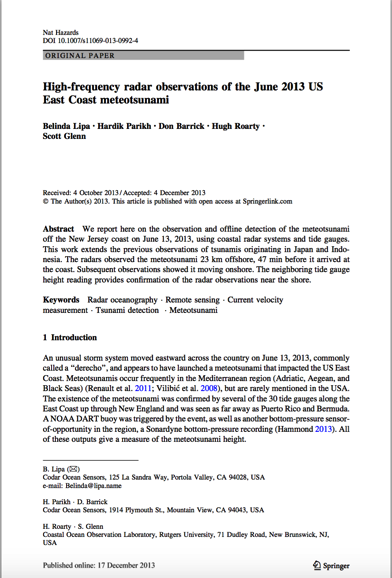 Nat Hazards
DOI 10.1007/s11069-013-0992-4
ORIGINAL PAPER
High-frequency radar observations of the June 2013 US
East Coast meteotsunami
Belinda Lipa · Hardik Parikh · Don Barrick · Hugh Roarty ·
Scott Glenn
Received: 4 October 2013 / Accepted: 4 December 2013
© The Author(s) 2013. This article is published with open access at Springerlink.com
Abstract We report on the observation and offline detection of the meteotsunami
off the New Jersey coast on June 13, 2013, using coastal radar systems and tide gauges.
This work extends the previous observations of tsunamis originating in Japan and Indo-
nesia. The radars observed the meteotsunami 23 km offshore, 47 min before it arrived at
the coast. Subsequent observations showed it moving onshore. The neighboring tide gauge
height reading provides confirmation of the radar observations near the shore.
Keywords Radar oceanography · Remote sensing · Current velocity
measurement · Tsunami detection · Meteotsunami
1 Introduction
An unusual storm system moved eastward across the country on June 13, 2013, commonly
called a “derecho”, and appears to have launched a meteotsunami that impacted the US East
Coast. Meteotsunamis occur frequently in the Mediterranean region (Adriatic, Aegean, and
Black Seas) (Renault et al. 2011; Vilibić et al. 2008), but are rarely mentioned in the USA.
The existence of the meteotsunami was confirmed by several of the 30 tide gauges along the
East Coast up through New England and was seen as far away as Puerto Rico and Bermuda.
A NOAA DART buoy was triggered by the event, as well as another bottom-pressure sensor-
of-opportunity in the region, a Sonardyne bottom-pressure recording (Hammond 2013). All
of these outputs give a measure of the meteotsunami height.
B. Lipa (✉)
Codar Ocean Sensors, 125 La Sandra Way, Portola Valley, CA 94028, USA
e-mail: Belinda@lipa.name
H. Parikh · D. Barrick
Codar Ocean Sensors, 1914 Plymouth St., Mountain View, CA 94043, USA
H. Roarty · S. Glenn
Coastal Ocean Observation Laboratory, Rutgers University, 71 Dudley Road, New Brunswick, NJ,
USA
Published online: 17 December 2013
Springer